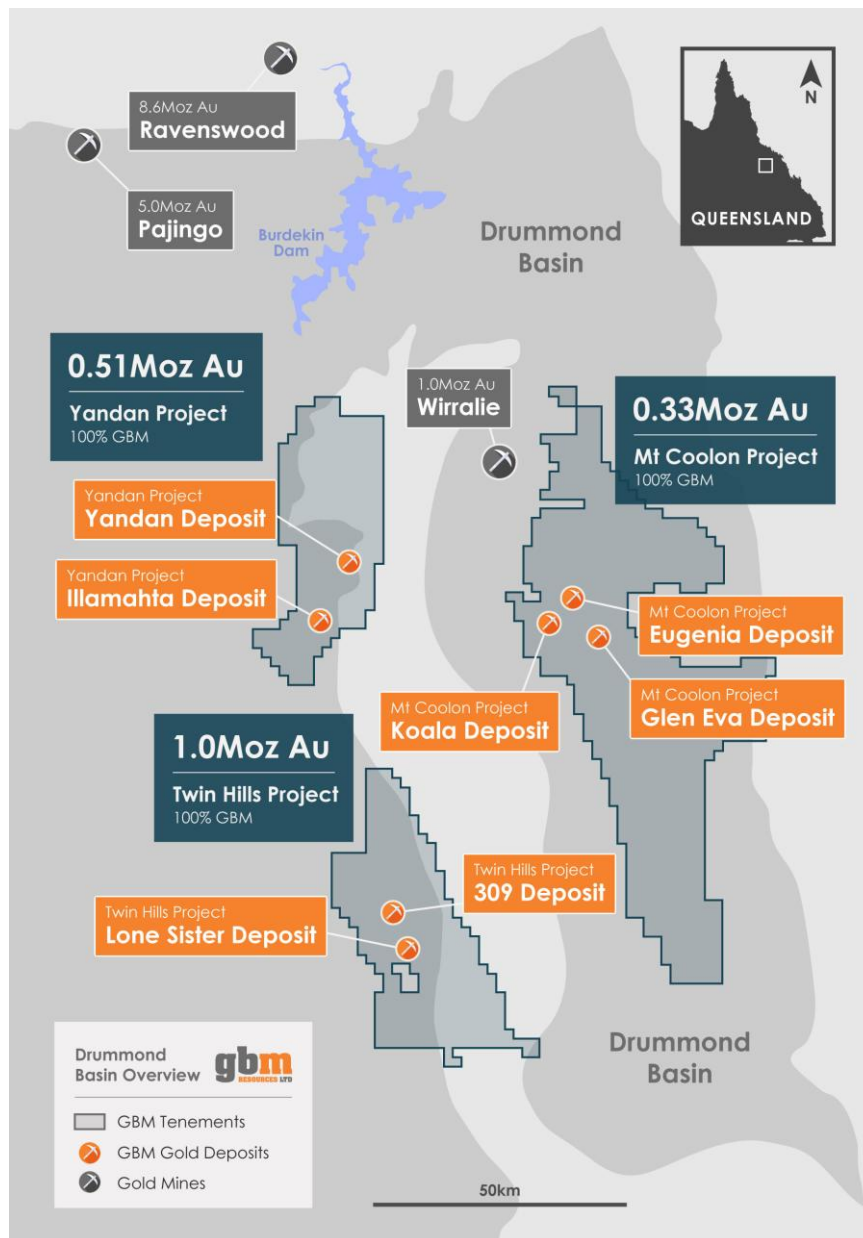 8.6Moz Au
Ravenswood
5.0Moz Au
Pajingo
Burdekin
Dam
Drummond
Basin
N
QUEENSLAND
0.51Moz Au
Yandan Project
100% GBM
1.0Moz Au
Wirralie
0.33Moz Au
Mt Coolon Project
100% GBM
Yandan Project
Yandan Deposit
Yandan Project
Illamahta Deposit
Mt Coolon Project
Eugenia Deposit
Mt Coolon Project
Glen Eva Deposit
Mt Coolon Project
Koala Deposit
1.0Moz Au
Twin Hills Project
100% GBM
Twin Hills Project
309 Deposit
Twin Hills Project
Lone Sister Deposit
Drummond
Basin Overview
gbm
RESOURCES LTD
GBM Tenements
GBM Gold Deposits
Gold Mines
Drummond
Basin
50km